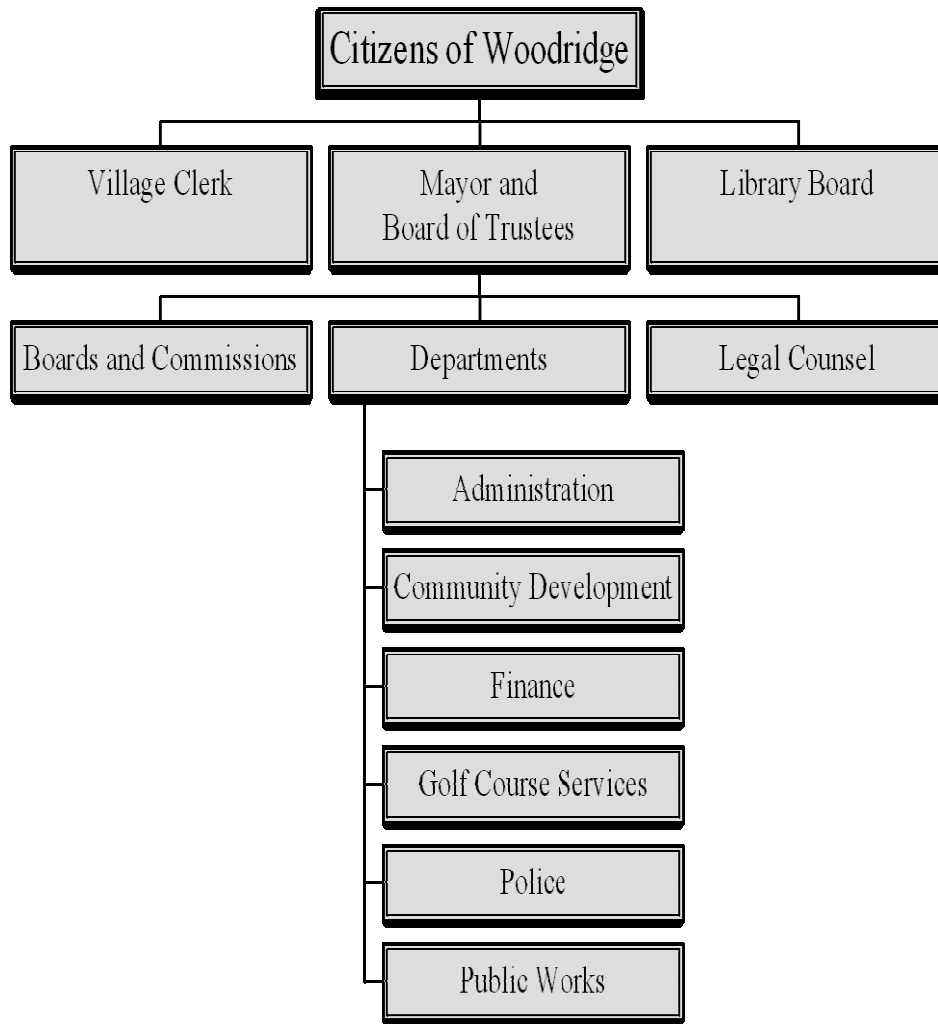 Citizens of Woodridge
Village Clerk
Mayor and
Board of Trustees
Library Board
Boards and Commissions
Departments
Legal Counsel
Administration
Community Development
Finance
Golf Course Services
Police
Public Works